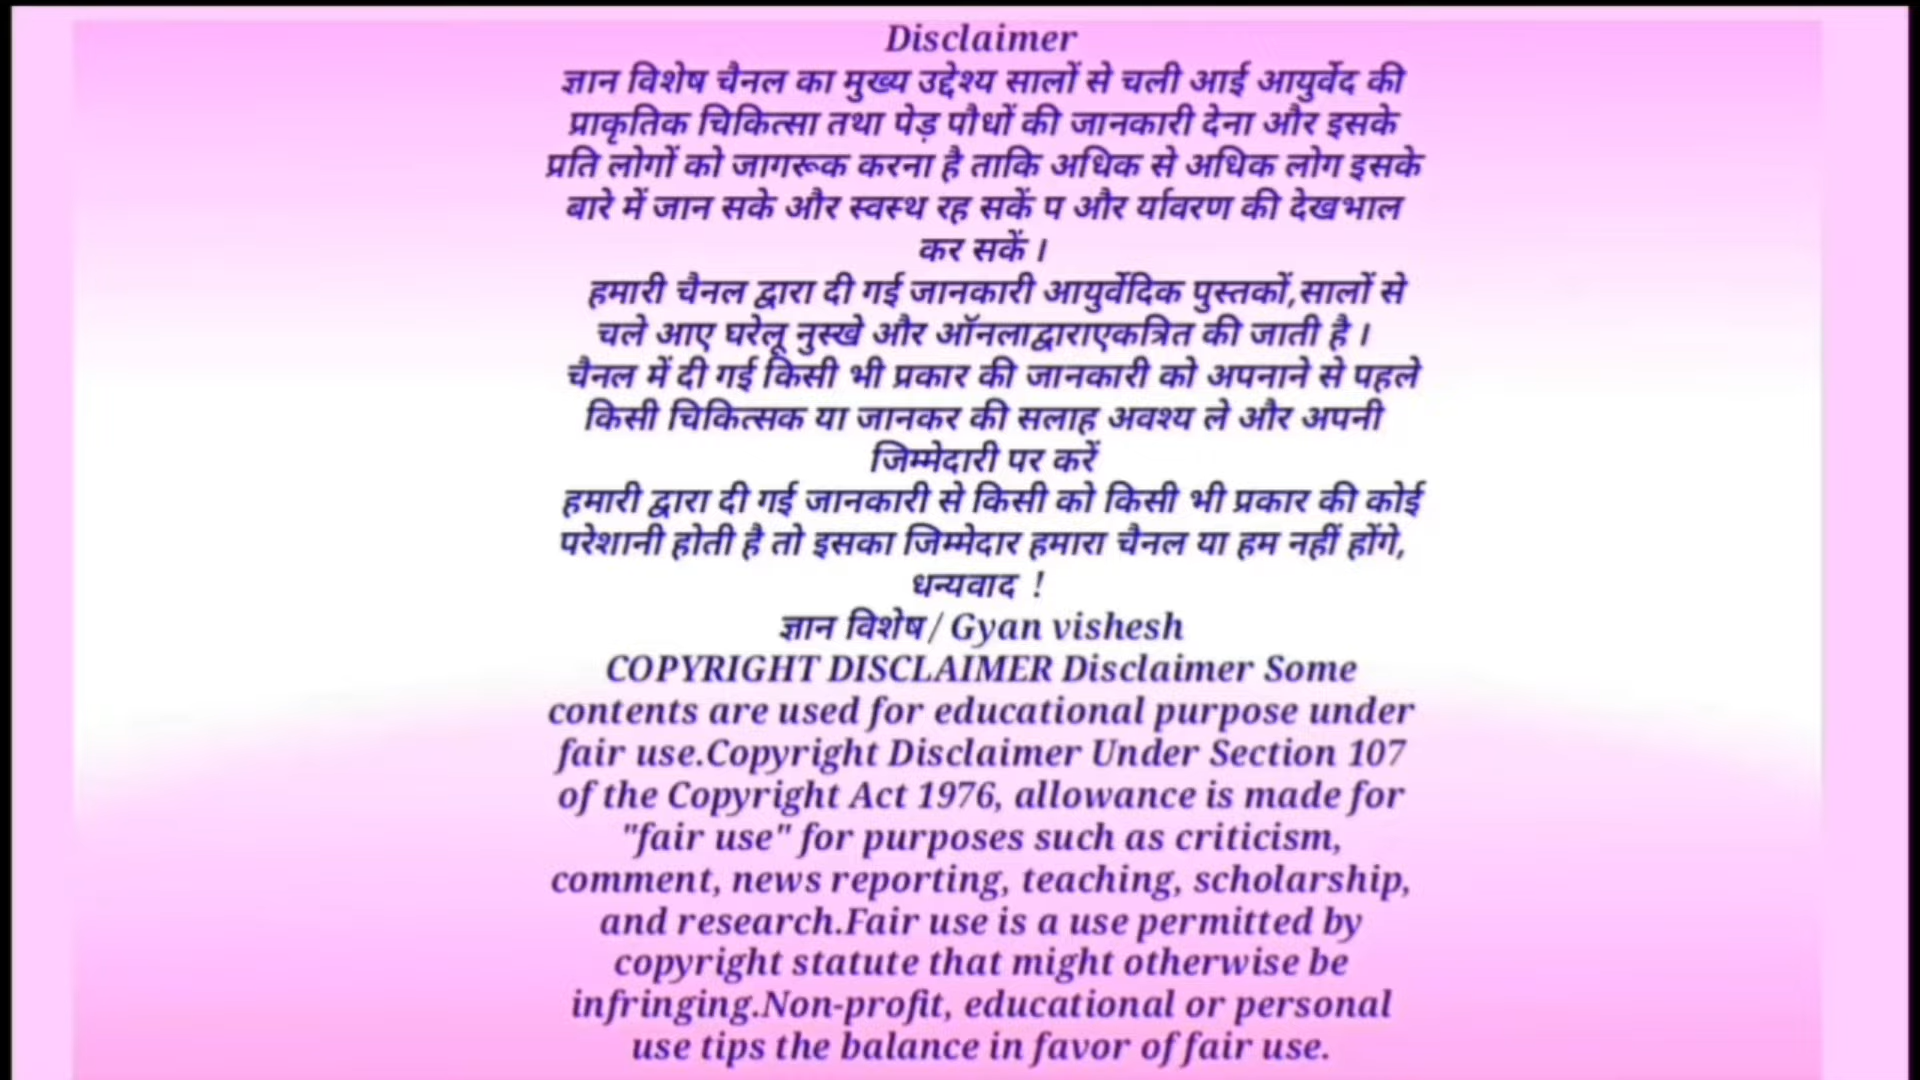 Disclaimer
ज्ञान विशेष चैनल का मुख्य उद्देश्य सालों से चली आई आयुर्वेद की
प्राकृतिक चिकित्सा तथा पेड़ पौधों की जानकारी देना और इसके
प्रति लोगों को जागरूक करना है ताकि अधिक से अधिक लोग इसके
बारे में जान सके और स्वस्थ रह सकें प और र्यावरण की देखभाल
कर सकें ।
हमारी चैनल द्वारा दी गई जानकारी आयुर्वेदिक पुस्तकों,सालों से
चले आए घरेलू नुस्खे और ऑनलाद्वाराएकत्रित की जाती है ।
चैनल में दी गई किसी भी प्रकार की जानकारी को अपनाने से पहले
किसी चिकित्सक या जानकर की सलाह अवश्य ले और अपनी
जिम्मेदारी पर करें
हमारी द्वारा दी गई जानकारी से किसी को किसी भी प्रकार की कोई
परेशानी होती है तो इसका जिम्मेदार हमारा चैनल या हम नहीं होंगे,
धन्यवाद !
ज्ञान विशेष / Gyan vishesh
COPYRIGHT DISCLAIMER Disclaimer Some
contents are used for educational purpose under
fair use.Copyright Disclaimer Under Section 107
of the Copyright Act 1976, allowance is made for
"fair use" for purposes such as criticism,
comment, news reporting, teaching, scholarship,
and research.Fair use is a use permitted by
copyright statute that might otherwise be
infringing.Non-profit, educational or personal
use tips the balance in favor of fair use.